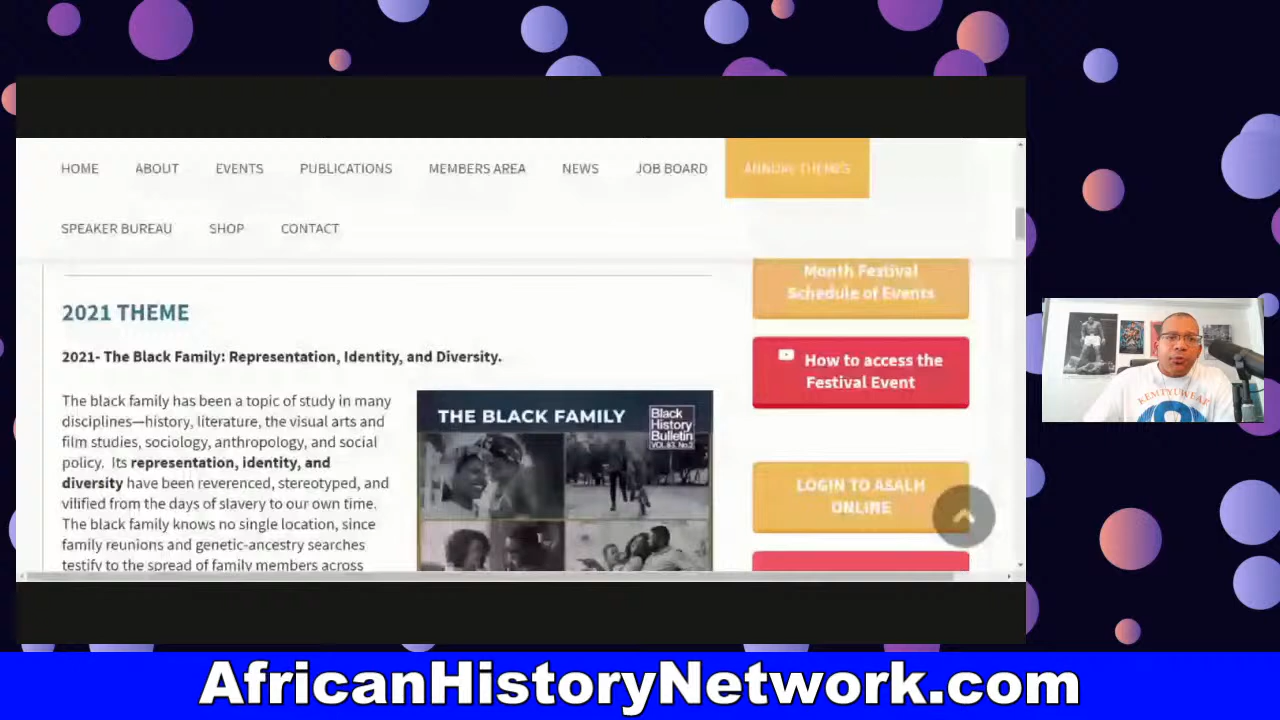 HOME ABOUT EVENTS PUBLICATIONS MEMBERS AREA NEWS JOB BOARD ANNUAL THEMES
SPEAKER BUREAU SHOP CONTACT
2021 THEME
2021- The Black Family: Representation, Identity, and Diversity.
The black family has been a topic of study in many
disciplines—history, literature, the visual arts and
film studies, sociology, anthropology, and social
policy. Its representation, identity, and
diversity have been reverenced, stereotyped, and
vilified from the days of slavery to our own time.
The black family knows no single location, since
family reunions and genetic-ancestry searches
testify to the spread of family members across
THE BLACK FAMILY
Black
History
Bulletin
Month Festival
Schedule of Events
How to access the
Festival Event
LOGIN TO ASALH
ONLINE
AfricanHistoryNetwork.com